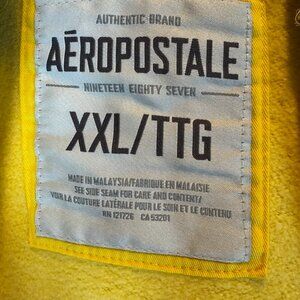 AUTHENTIC BRAND
AÉROPOSTALE
NINETEEN EIGHTY SEVEN
XXL/TTG
MADE IN MALAYSIA/FABRIQUE EN MALAISIE
SEE SIDE SEAM FOR CARE AND CONTENT/
VOIR LA COUTURE LATÉRALE POUR LE SOIN ET LE CONTENU
RN 121726 CA 53201